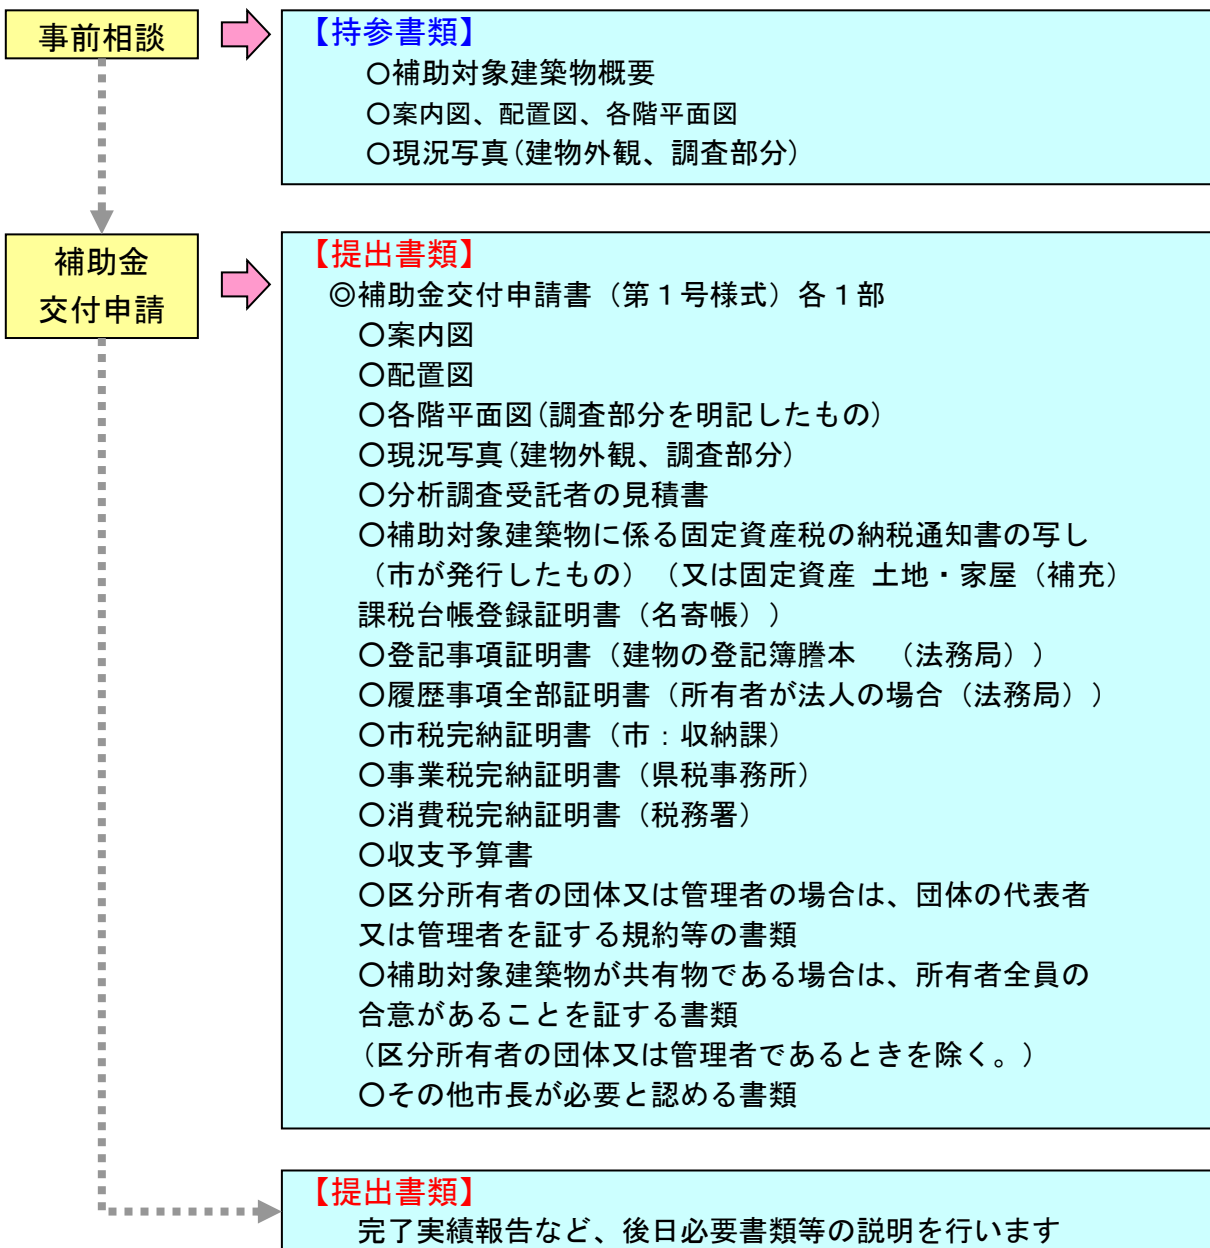 事前相談
【持参書類】
〇補助対象建築物概要
〇案内図、配置図、各階平面図
〇現況写真(建物外観、調査部分)
補助金
交付申請
【提出書類】
◎補助金交付申請書（第１号様式）各１部
〇案内図
〇配置図
〇各階平面図(調査部分を明記したもの)
〇現況写真(建物外観、調査部分)
〇分析調査受託者の見積書
〇補助対象建築物に係る固定資産税の納税通知書の写し
（市が発行したもの）（又は固定資産 土地・家屋（補充）
課税台帳登録証明書（名寄帳））
〇登記事項証明書（建物の登記簿謄本　（法務局））
〇履歴事項全部証明書（所有者が法人の場合（法務局））
〇市税完納証明書（市：収納課）
〇事業税完納証明書（県税事務所）
〇消費税完納証明書（税務署）
〇収支予算書
〇区分所有者の団体又は管理者の場合は、団体の代表者
又は管理者を証する規約等の書類
〇補助対象建築物が共有物である場合は、所有者全員の
合意があることを証する書類
（区分所有者の団体又は管理者であるときを除く。）
〇その他市長が必要と認める書類
【提出書類】
完了実績報告など、後日必要書類等の説明を行います